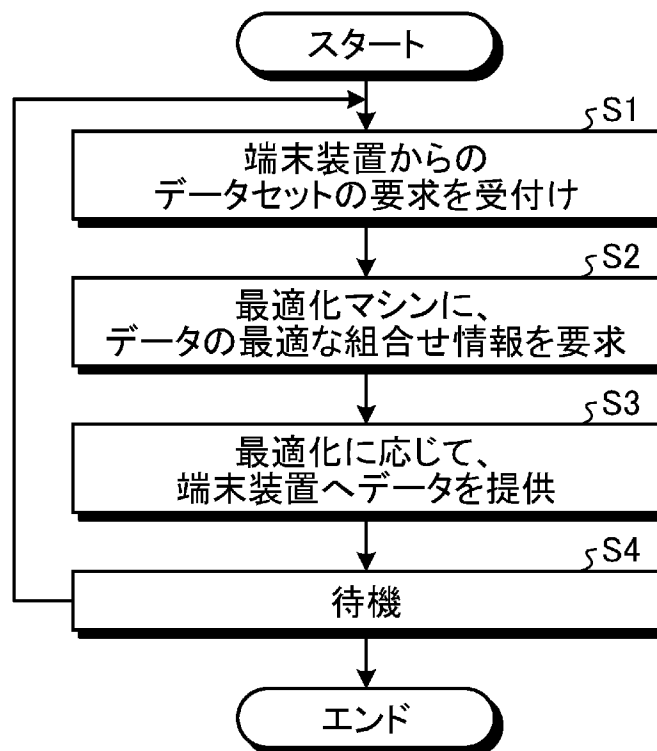 スタート
S1
端末装置からの
データセットの要求を受付け
S2
最適化マシンに、
データの最適な組合せ情報を要求
S3
最適化に応じて、
端末装置へデータを提供
S4
待機
エンド